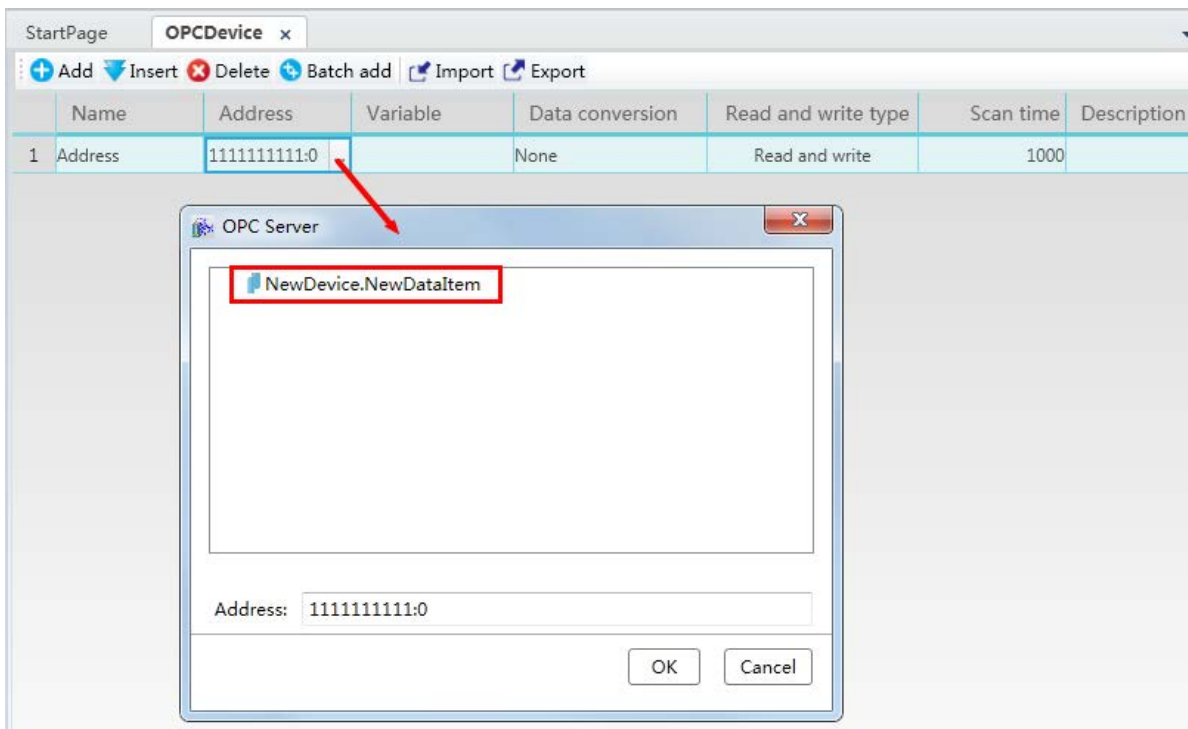 StartPage OPCDevice x
Add Insert Delete Batch add Import Export
Name Address Variable Data conversion Read and write type Scan time Description
1 Address 1111111111:0 None Read and write 1000
OPC Server
NewDevice.NewDataItem
Address: 1111111111:0
OK Cancel